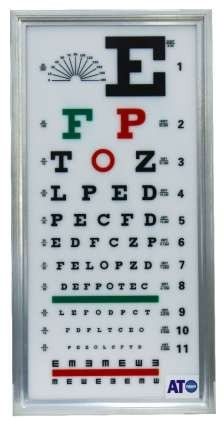 E 1
F P 2
T O Z 3
L P E D 4
P E C F D 5
E D F C Z P 6
F E L O P Z D 7
D E F P O T E C 8
L E F O D P C T 9
F D P L T C E O 10
P E Z O L C F T D 11
AT